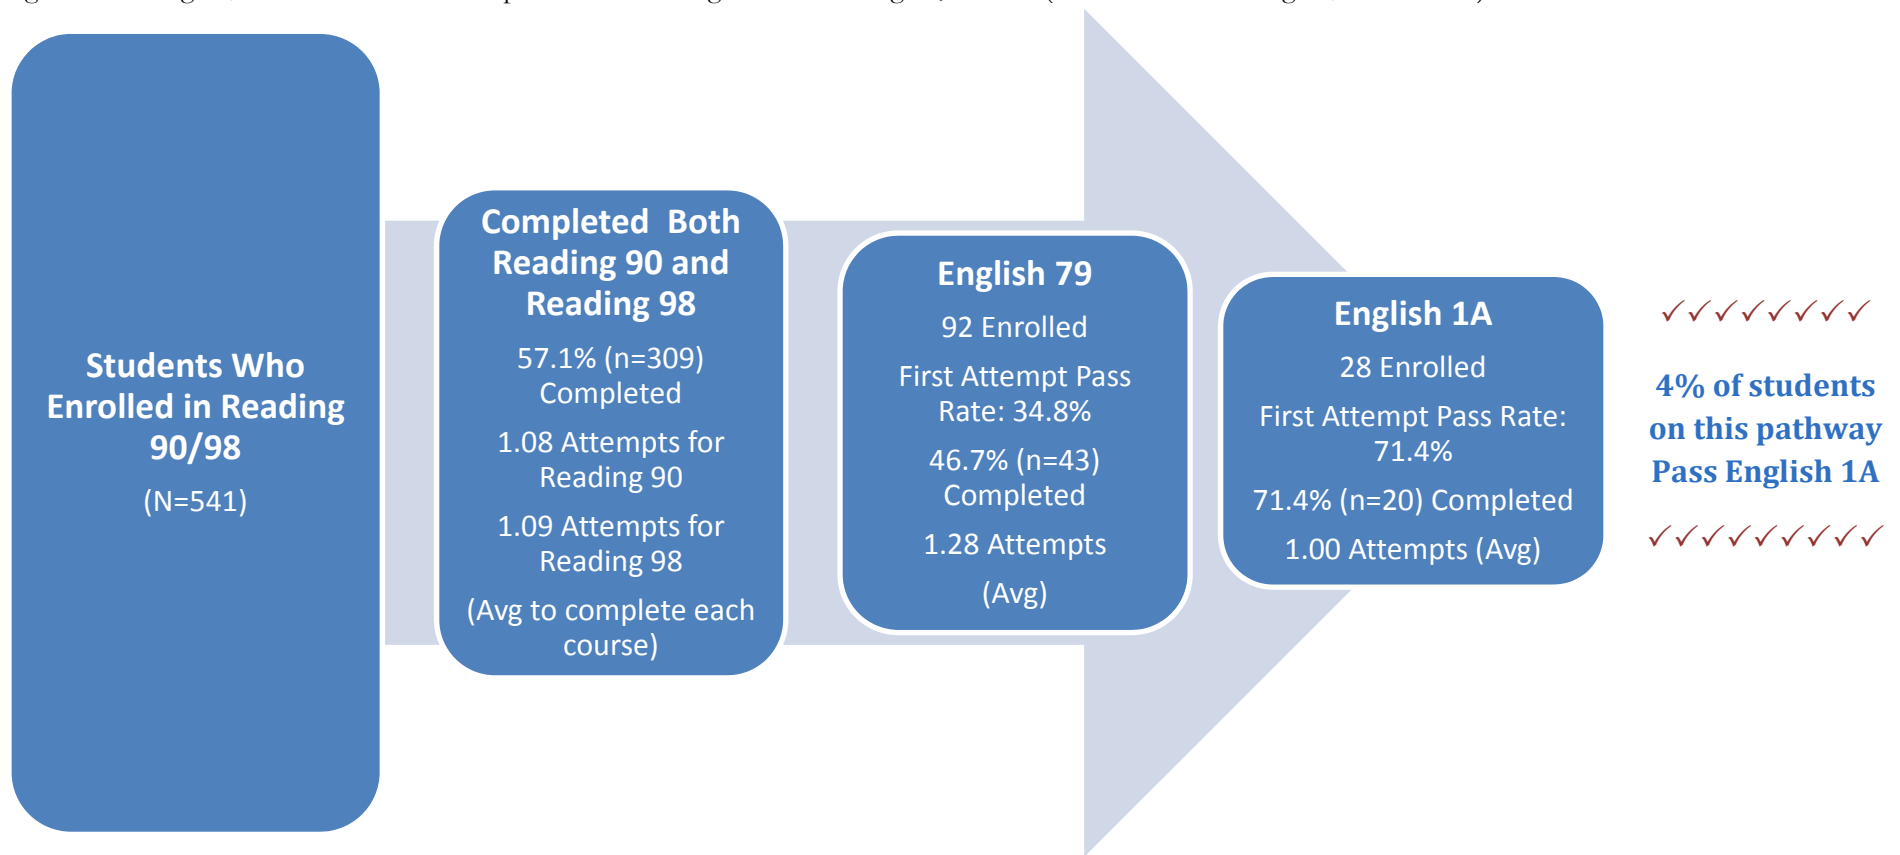 Students Who
Enrolled in Reading
90/98
(N=541)
Completed Both
Reading 90 and
Reading 98
57.1% (n=309)
Completed
1.08 Attempts for
Reading 90
1.09 Attempts for
Reading 98
(Avg to complete each
course)
English 79
92 Enrolled
First Attempt Pass
Rate: 34.8%
46.7% (n=43)
Completed
1.28 Attempts
(Avg)
English 1A
28 Enrolled
First Attempt Pass Rate:
71.4%
71.4% (n=20) Completed
1.00 Attempts (Avg)
✓✓✓✓✓✓✓✓
4% of students
on this pathway
Pass English 1A
✓✓✓✓✓✓✓✓✓